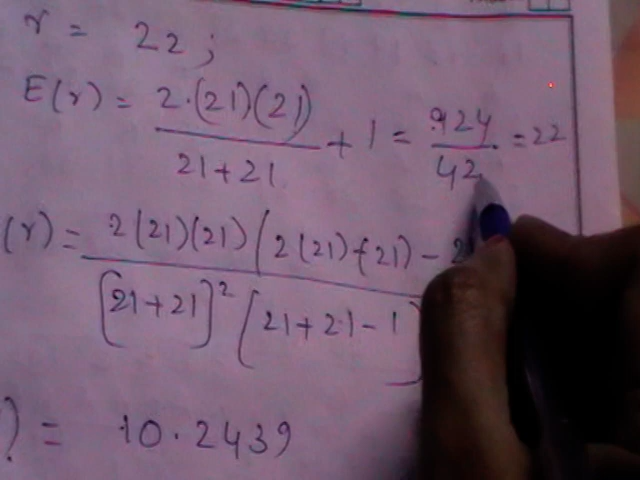 r = 22;
E(r) = 2.(21)(21) / 21+21 + 1 = 924 / 42 = 22
(r) = 2(21)(21)(2(21)(21) - 2 / [21+21]² [21+21-1
) = 10.2439